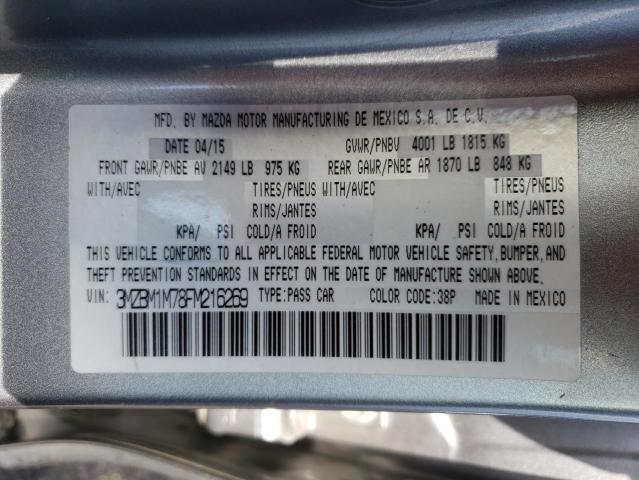 MFD. BY MAZDA MOTOR MANUFACTURING DE MEXICO S.A. DE C.V.
DATE 04/15 GVWR/PNBV 4001 LB 1815 KG
FRONT GAWR/PNBE AV 2149 LB 975 KG REAR GAWR/PNBE AR 1870 LB 848 KG
WITH/AVEC TIRES/PNEUS WITH/AVEC TIRES/PNEUS
RIMS/JANTES RIMS/JANTES
KPA/ PSI COLD/A FROID KPA/ PSI COLD/A FROID
THIS VEHICLE CONFORMS TO ALL APPLICABLE FEDERAL MOTOR VEHICLE SAFETY, BUMPER, AND
THEFT PREVENTION STANDARDS IN EFFECT ON THE DATE OF MANUFACTURE SHOWN ABOVE.
VIN: 3MZBM1M78FM216269 TYPE:PASS CAR COLOR CODE:38P MADE IN MEXICO